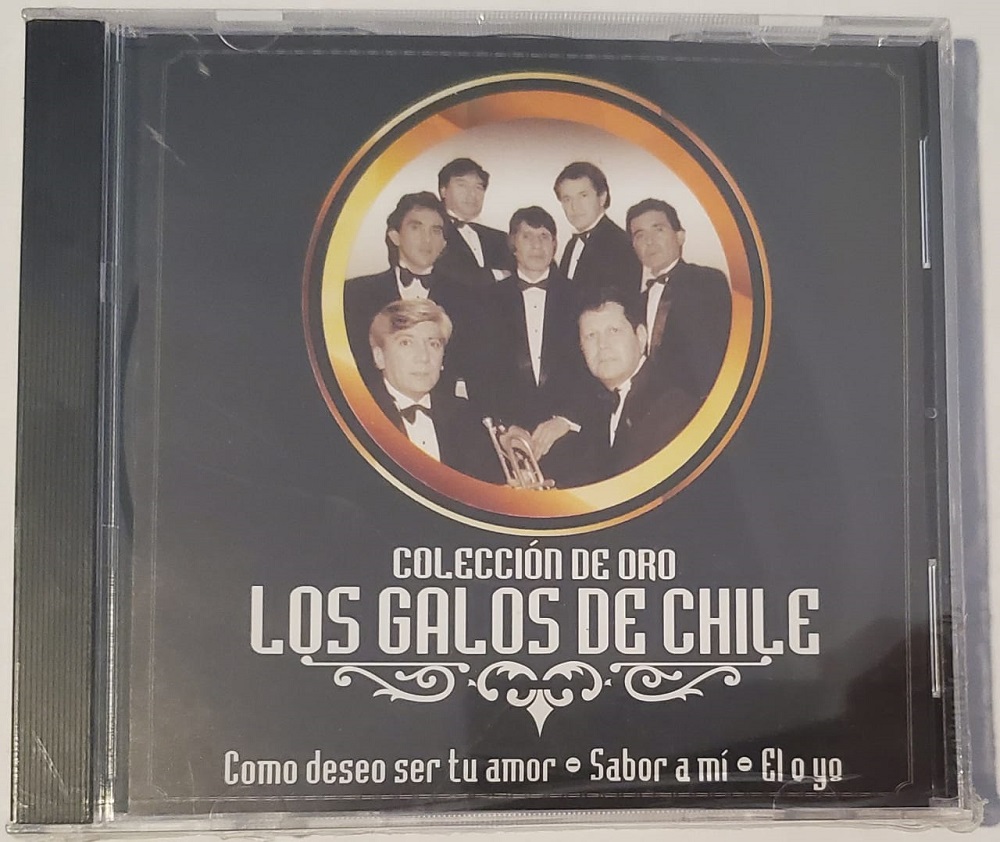 COLECCIÓN DE ORO
LOS GALOS DE CHILE
Como deseo ser tu amor • Sabor a mí • El o yo